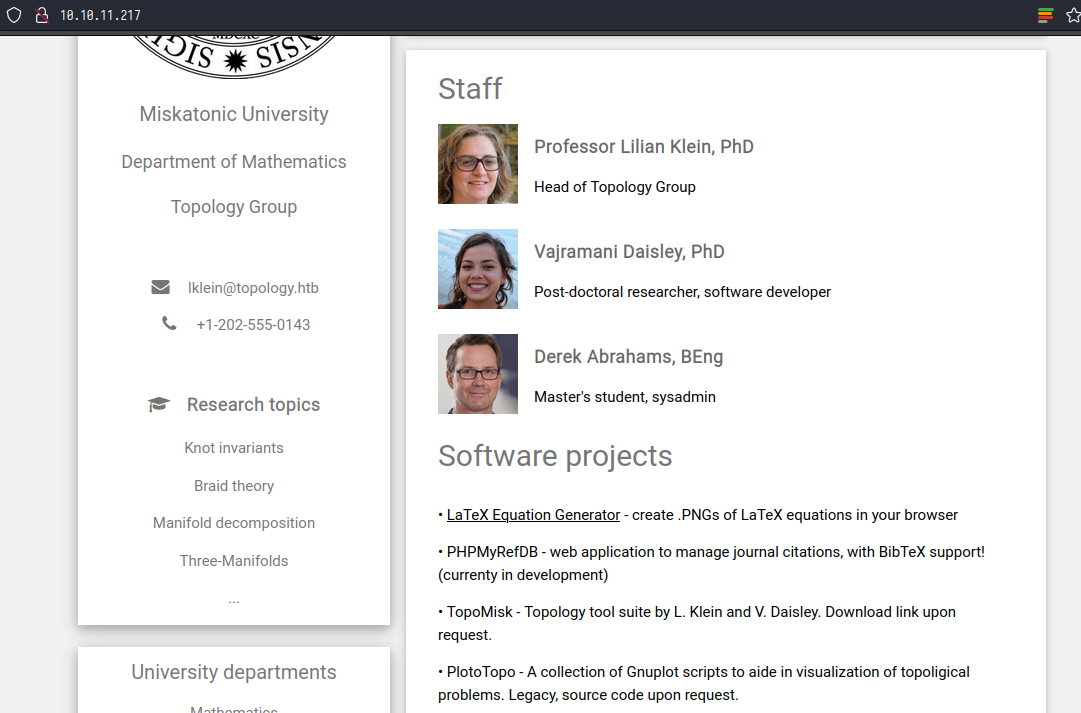 10.10.11.217
MDCXC
SIGI
NSIS
Miskatonic University
Department of Mathematics
Topology Group
lklein@topology.htb
+1-202-555-0143
Research topics
Knot invariants
Braid theory
Manifold decomposition
Three-Manifolds
...
University departments
Mathematics
Staff
Professor Lilian Klein, PhD
Head of Topology Group
Vajramani Daisley, PhD
Post-doctoral researcher, software developer
Derek Abrahams, BEng
Master's student, sysadmin
Software projects
• LaTeX Equation Generator - create .PNGs of LaTeX equations in your browser
• PHPMyRefDB - web application to manage journal citations, with BibTeX support!
(currenty in development)
• TopoMisk - Topology tool suite by L. Klein and V. Daisley. Download link upon
request.
• PlotoTopo - A collection of Gnuplot scripts to aide in visualization of topoligical
problems. Legacy, source code upon request.